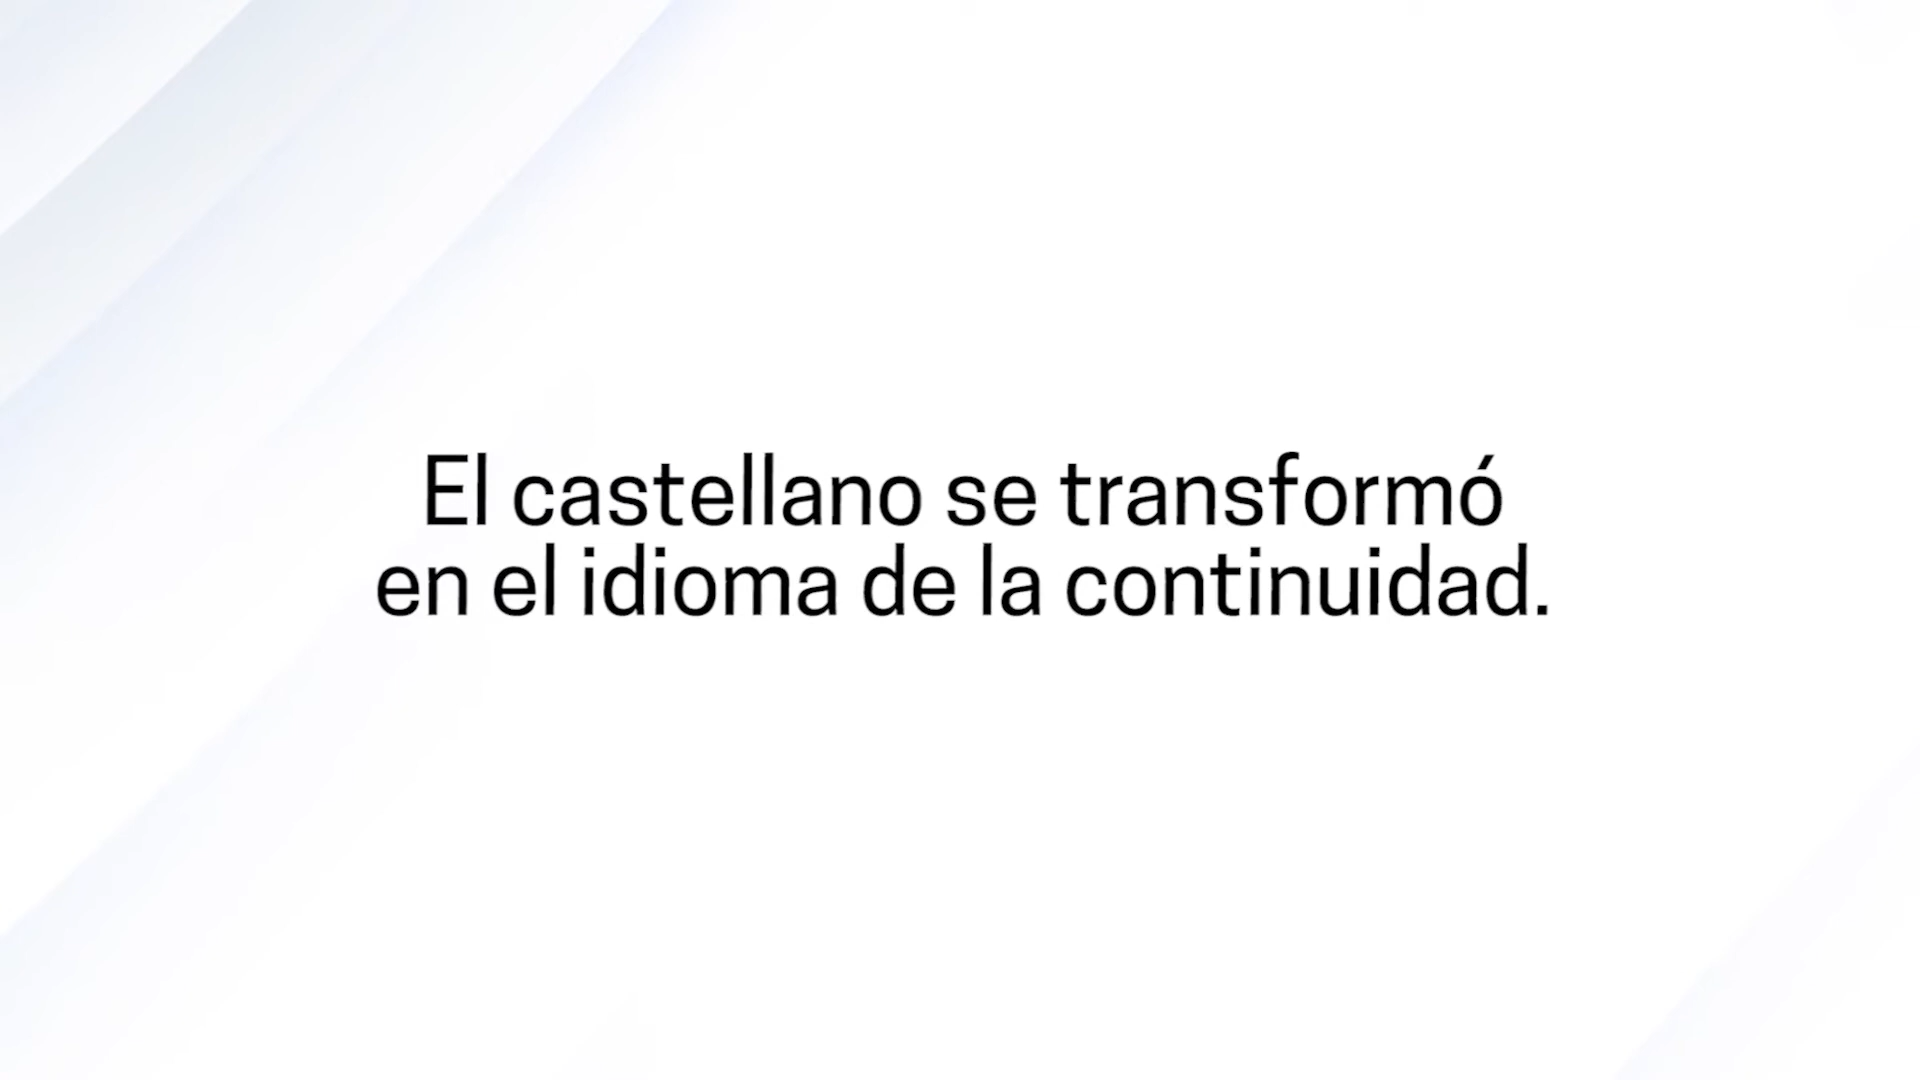 El castellano se transformó
en el idioma de la continuidad.